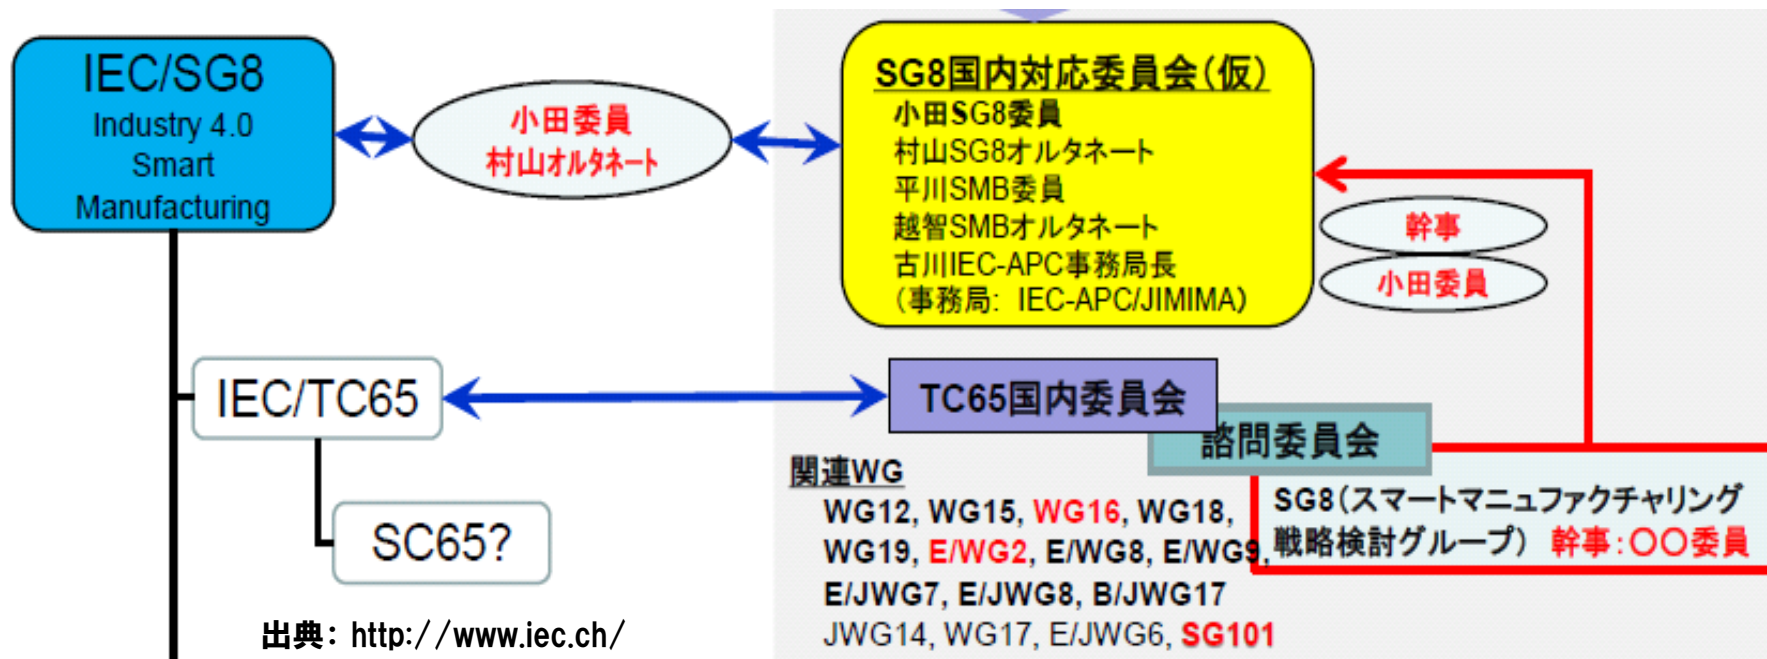 IEC/SG8
Industry 4.0
Smart
Manufacturing
小田委員
村山オルタネート
SG8国内対応委員会(仮)
小田SG8委員
村山SG8オルタネート
平川SMB委員
越智SMBオルタネート
古川IEC-APC事務局長
(事務局: IEC-APC/JIMIMA)
幹事
小田委員
IEC/TC65
TC65国内委員会
諮問委員会
SC65?
関連WG
WG12, WG15, WG16, WG18,
WG19, E/WG2, E/WG8, E/WG9,
E/JWG7, E/JWG8, B/JWG17
JWG14, WG17, E/JWG6, SG101
SG8(スマートマニュファクチャリング
戦略検討グループ) 幹事:〇〇委員
出典: http://www.iec.ch/